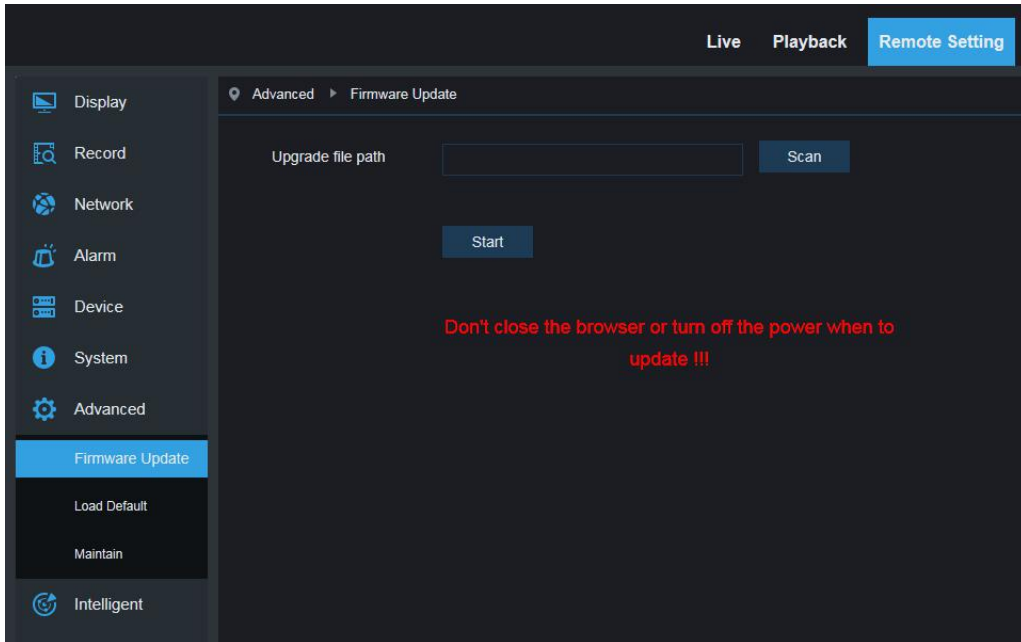 Live Playback Remote Setting
Display
Advanced Firmware Update
Record
Upgrade file path Scan
Network
Start
Alarm
Device
Don't close the browser or turn off the power when to
update !!!
System
Advanced
Firmware Update
Load Default
Maintain
Intelligent